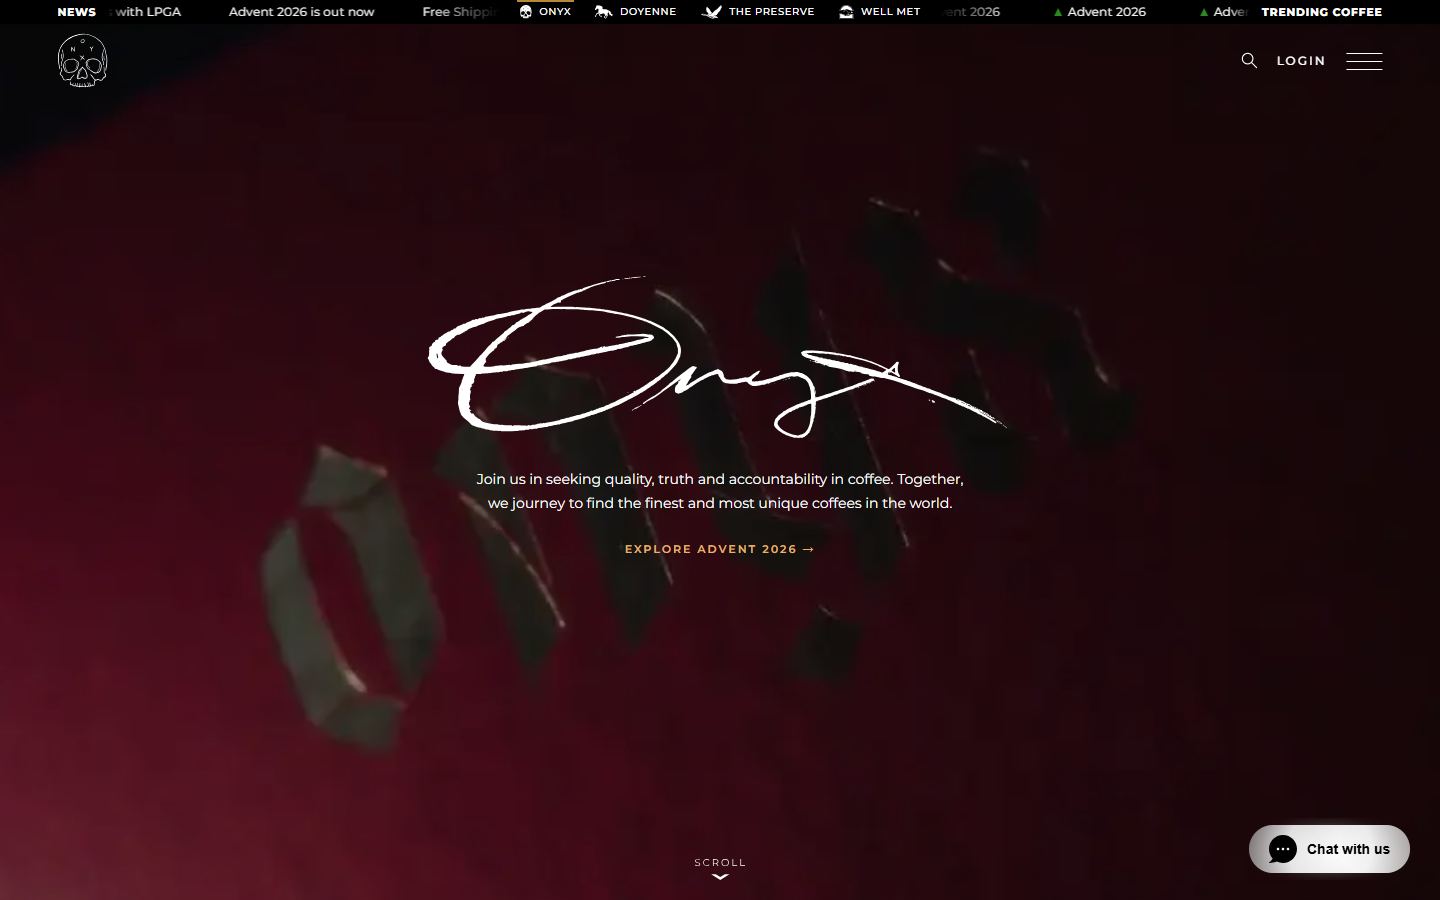 NEWS with LPGA Advent 2026 is out now Free ONYX DOYENNE THE PRESERVE WELL MET 2026 ▲ Advent 2026 ▲ TRENDING COFFEE
O
N Y
X
LOGIN
Onyx
Join us in seeking quality, truth and accountability in coffee. Together,
we journey to find the finest and most unique coffees in the world.
EXPLORE ADVENT 2026 →
Chat with us
SCROLL